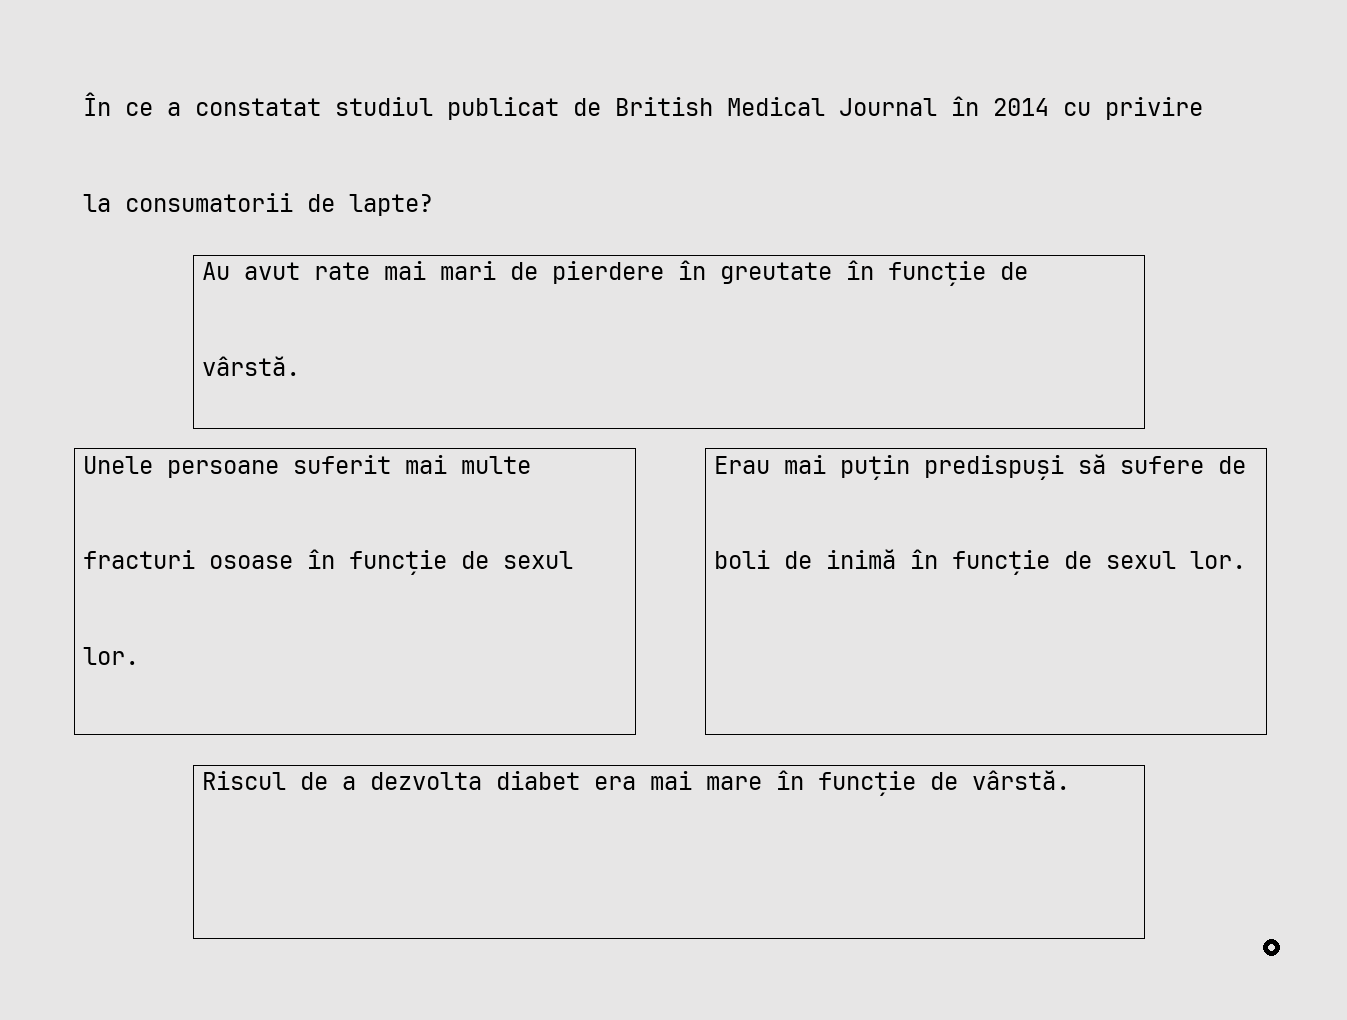 În ce a constatat studiul publicat de British Medical Journal în 2014 cu privire
la consumatorii de lapte?
Au avut rate mai mari de pierdere în greutate în funcție de
vârstă.
Unele persoane suferit mai multe
fracturi osoase în funcție de sexul
lor.
Erau mai puțin predispuși să sufere de
boli de inimă în funcție de sexul lor.
Riscul de a dezvolta diabet era mai mare în funcție de vârstă.